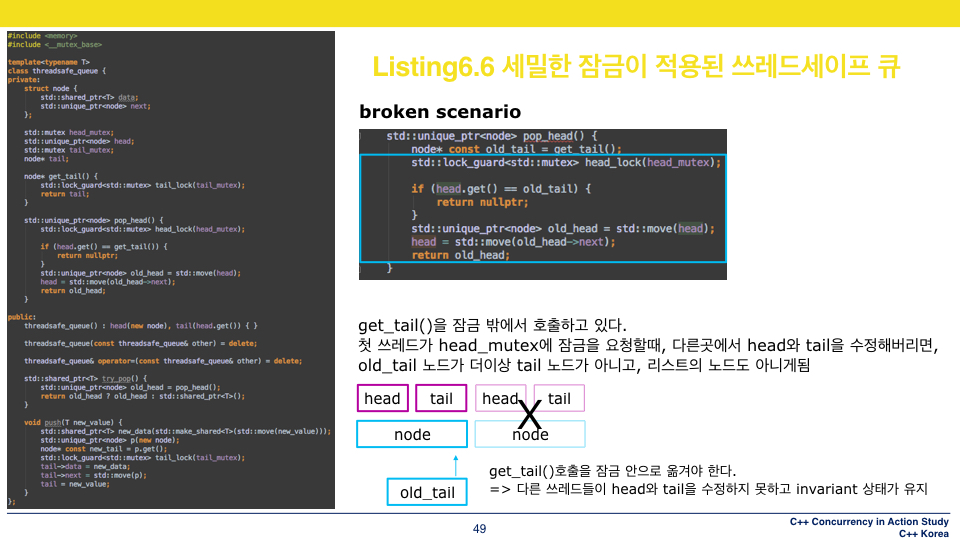 #include <memory>
#include <__mutex_base>
template<typename T>
class threadsafe_queue {
private:
struct node {
std::shared_ptr<T> data;
std::unique_ptr<node> next;
};
std::mutex head_mutex;
std::unique_ptr<node> head;
std::mutex tail_mutex;
node* tail;
node* get_tail() {
std::lock_guard<std::mutex> tail_lock(tail_mutex);
return tail;
}
std::unique_ptr<node> pop_head() {
std::lock_guard<std::mutex> head_lock(head_mutex);
if (head.get() == get_tail()) {
return nullptr;
}
std::unique_ptr<node> old_head = std::move(head);
head = std::move(old_head->next);
return old_head;
}
public:
threadsafe_queue() : head(new node), tail(head.get()) { }
threadsafe_queue(const threadsafe_queue& other) = delete;
threadsafe_queue& operator=(const threadsafe_queue& other) = delete;
std::shared_ptr<T> try_pop() {
std::unique_ptr<node> old_head = pop_head();
return old_head ? old_head : std::shared_ptr<T>();
}
void push(T new_value) {
std::shared_ptr<T> new_data(std::make_shared<T>(std::move(new_value)));
std::unique_ptr<node> p(new node);
node* const new_tail = p.get();
std::lock_guard<std::mutex> tail_lock(tail_mutex);
tail->data = new_data;
tail->next = std::move(p);
tail = new_value;
}
};
Listing6.6 세밀한 잠금이 적용된 쓰레드세이프 큐
broken scenario
std::unique_ptr<node> pop_head() {
node* const old_tail = get_tail();
std::lock_guard<std::mutex> head_lock(head_mutex);
if (head.get() == old_tail) {
return nullptr;
}
std::unique_ptr<node> old_head = std::move(head);
head = std::move(old_head->next);
return old_head;
}
get_tail()을 잠금 밖에서 호출하고 있다.
첫 쓰레드가 head_mutex에 잠금을 요청할때, 다른곳에서 head와 tail을 수정해버리면,
old_tail 노드가 더이상 tail 노드가 아니고, 리스트의 노드도 아니게됨
head tail head tail
X
node node
old_tail
get_tail()호출을 잠금 안으로 옮겨야 한다.
=> 다른 쓰레드들이 head와 tail을 수정하지 못하고 invariant 상태가 유지
49
C++ Concurrency in Action Study
C++ Korea